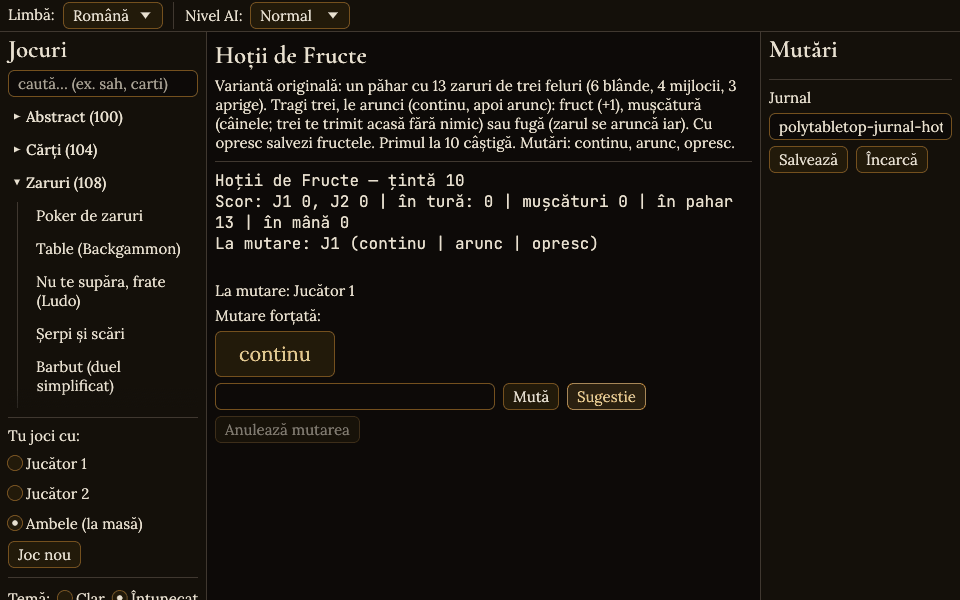 Limbă: Română ▼ Nivel AI: Normal ▼
Jocuri
caută... (ex. sah, carti)
▸ Abstract (100)
▸ Cărți (104)
▾ Zaruri (108)
Poker de zaruri
Table (Backgammon)
Nu te supăra, frate
(Ludo)
Șerpi și scări
Barbut (duel
simplificat)
Tu joci cu:
Jucător 1
Jucător 2
Ambele (la masă)
Joc nou
Temă: Clar Întunecat
Hoții de Fructe
Variantă originală: un păhar cu 13 zaruri de trei feluri (6 blânde, 4 mijlocii, 3
aprige). Tragi trei, le arunci (continu, apoi arunc): fruct (+1), mușcătură
(câinele; trei te trimit acasă fără nimic) sau fugă (zarul se aruncă iar). Cu
opresc salvezi fructele. Primul la 10 câștigă. Mutări: continu, arunc, opresc.
Hoții de Fructe — țintă 10
Scor: J1 0, J2 0 | în tură: 0 | mușcături 0 | în pahar
13 | în mână 0
La mutare: J1 (continu | arunc | opresc)
La mutare: Jucător 1
Mutare forțată:
continu
Mută Sugestie
Anulează mutarea
Mutări
Jurnal
polytabletop-jurnal-hot
Salvează Încarcă